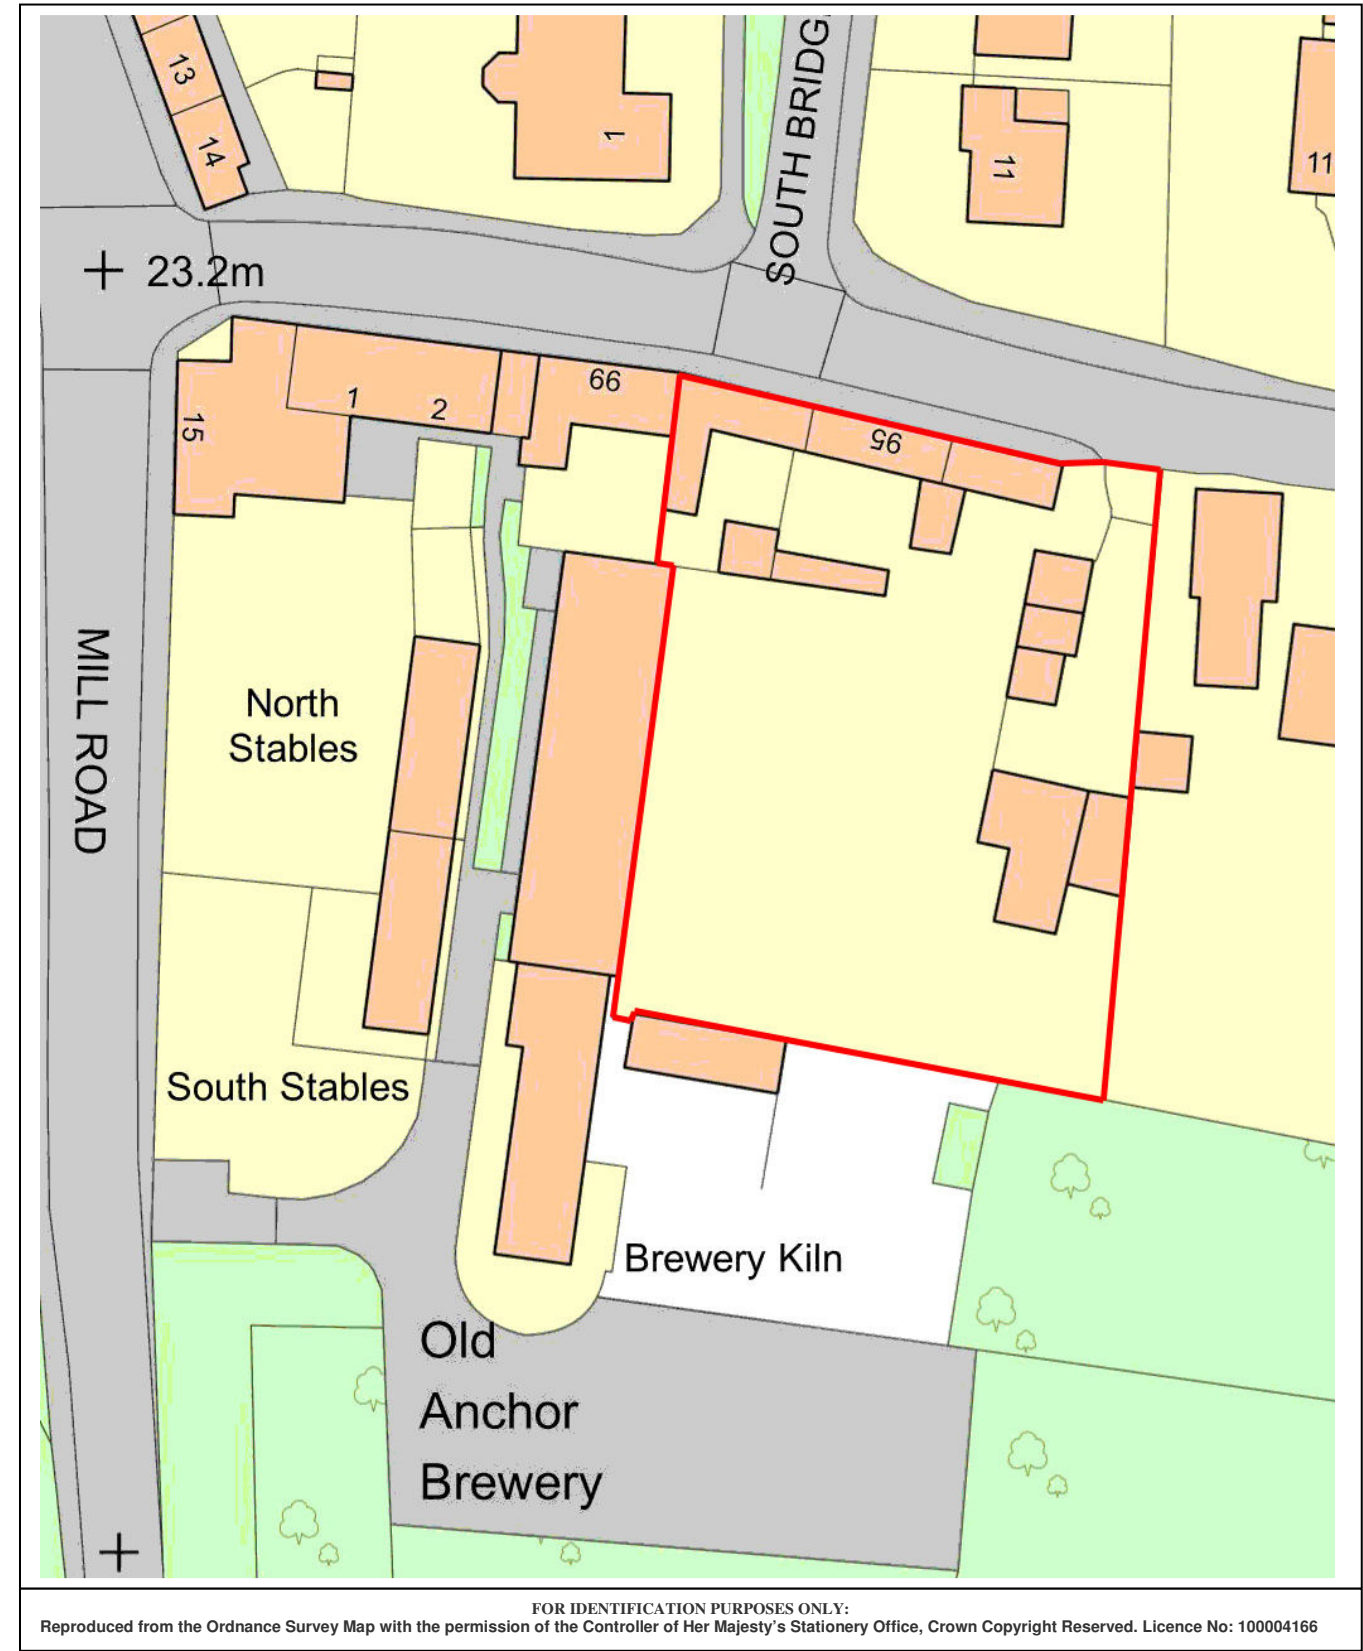 13
14
1
SOUTH BRIDG
11
11
23.2m
66
1
2
15
95
MILL ROAD
North
Stables
South Stables
Brewery Kiln
Old
Anchor
Brewery
FOR IDENTIFICATION PURPOSES ONLY:
Reproduced from the Ordnance Survey Map with the permission of the Controller of Her Majesty's Stationery Office, Crown Copyright Reserved. Licence No: 100004166